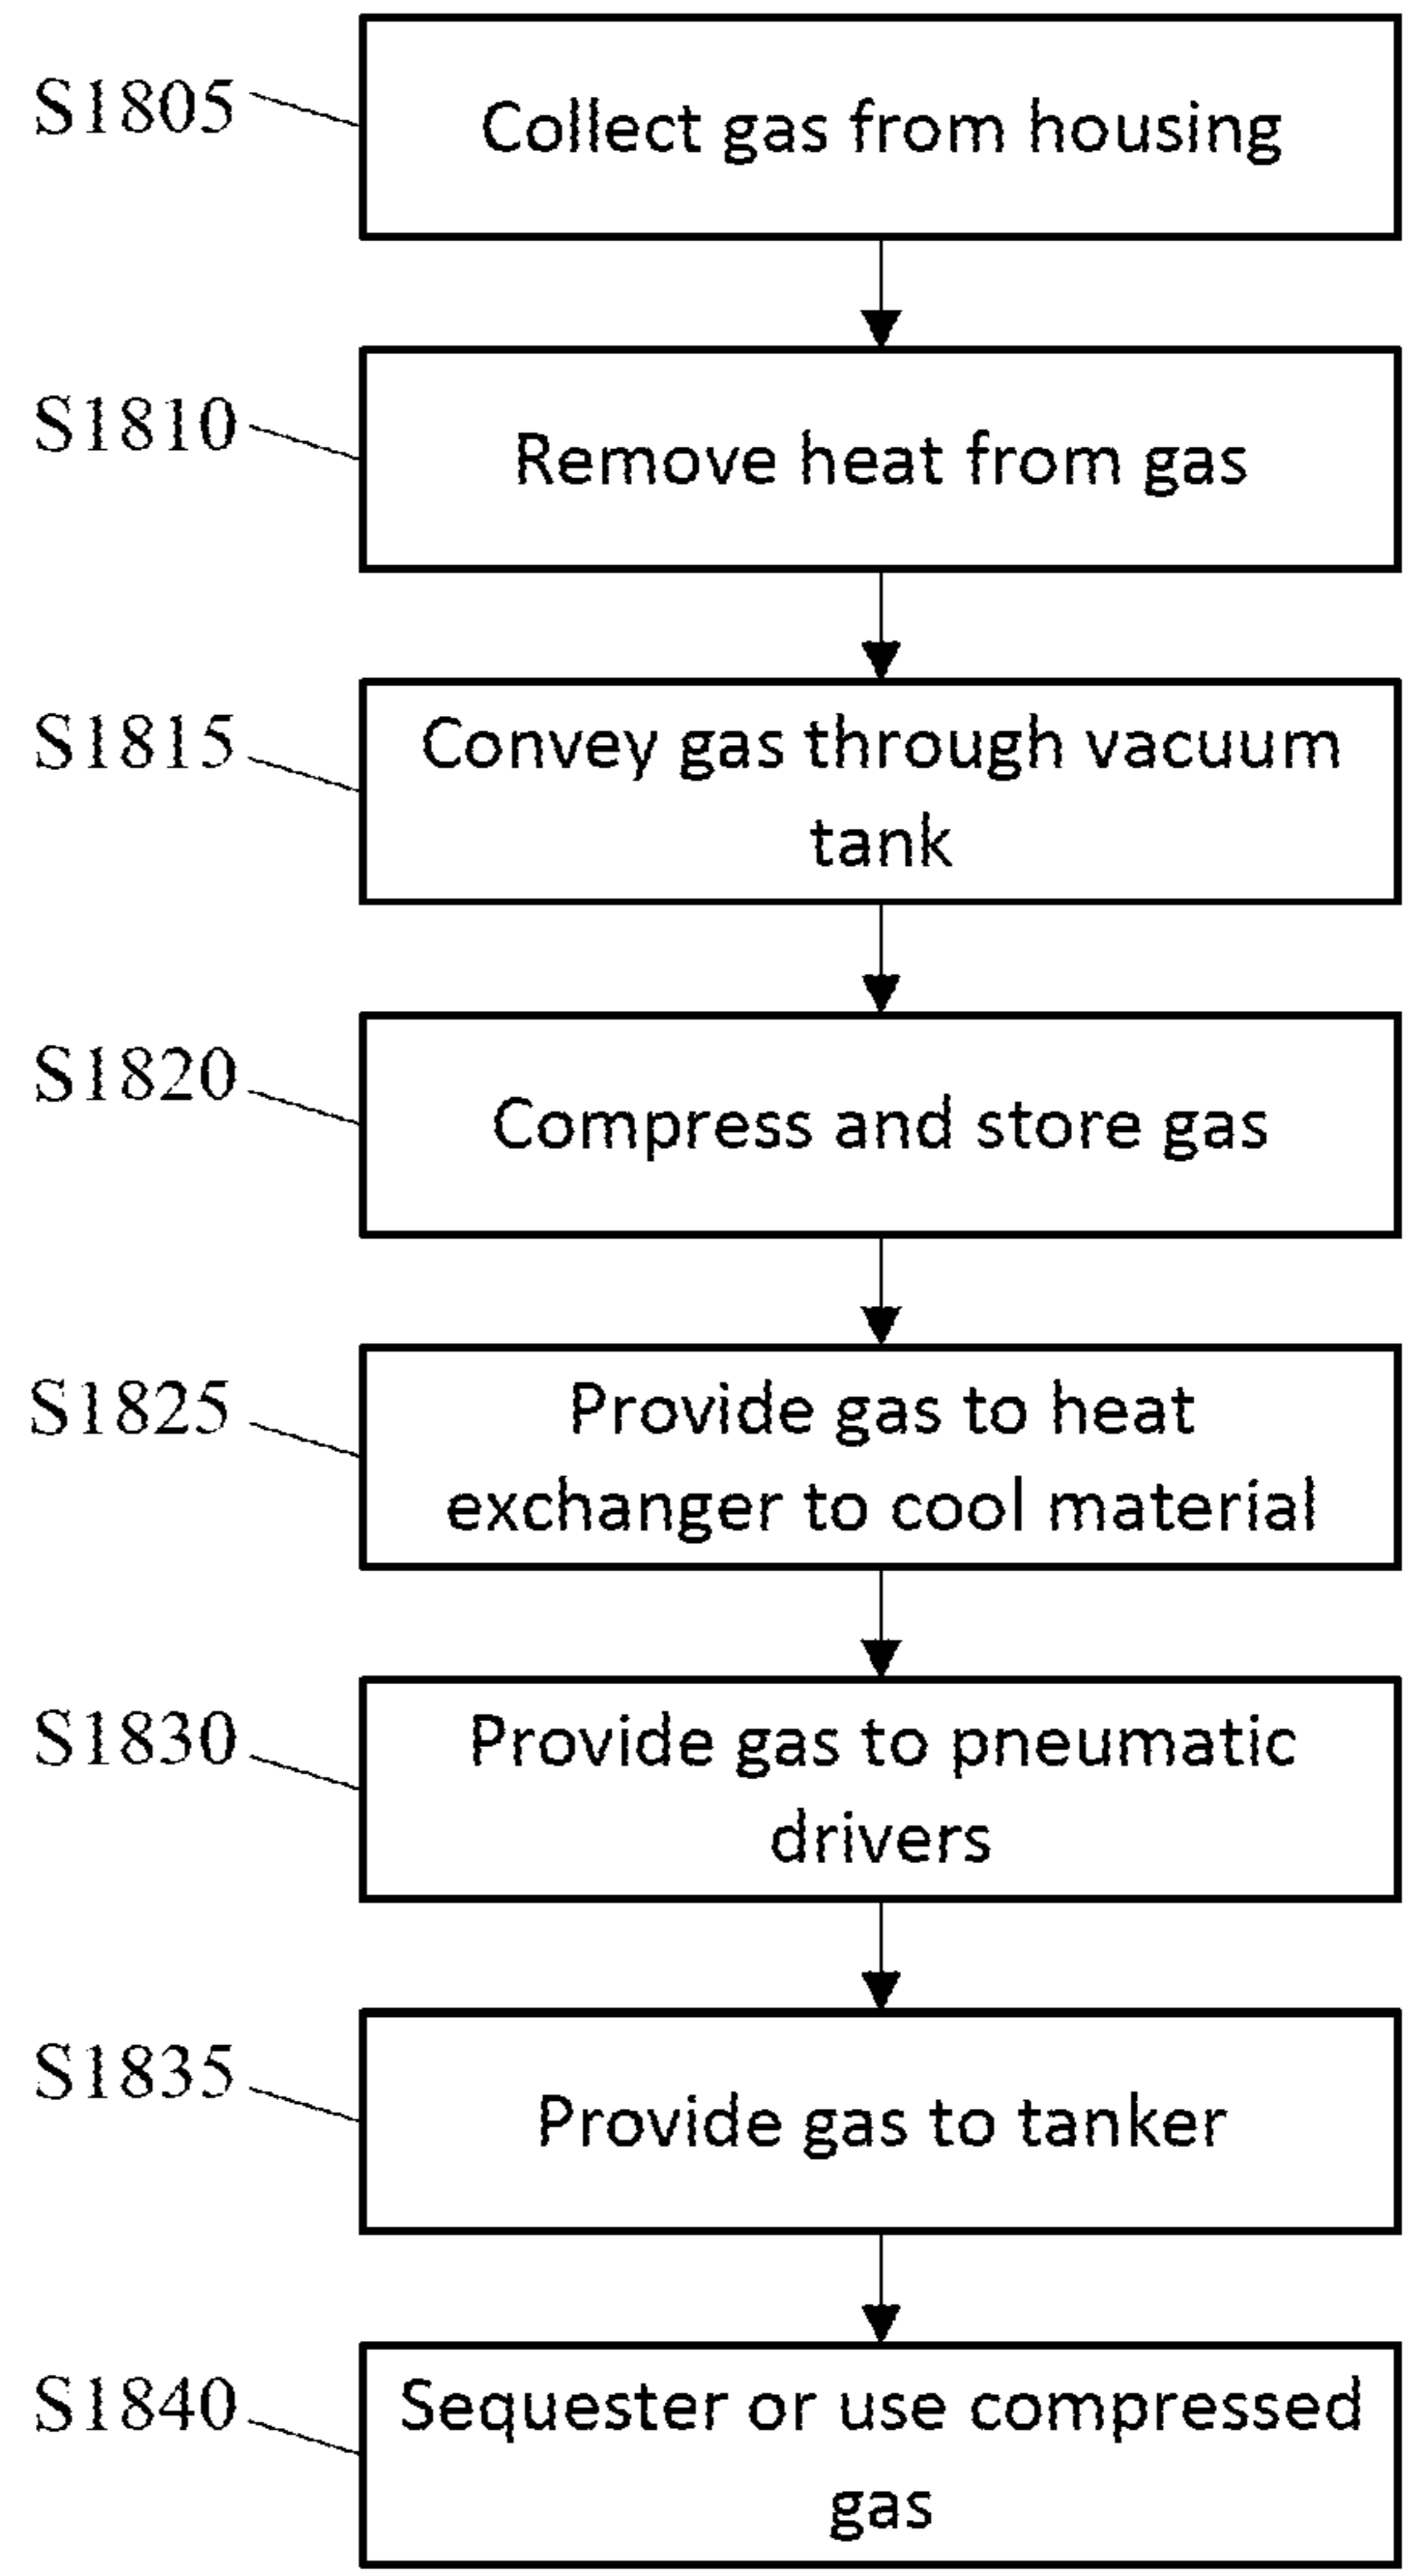 S1805
Collect gas from housing
S1810
Remove heat from gas
S1815
Convey gas through vacuum
tank
S1820
Compress and store gas
S1825
Provide gas to heat
exchanger to cool material
S1830
Provide gas to pneumatic
drivers
S1835
Provide gas to tanker
S1840
Sequester or use compressed
gas